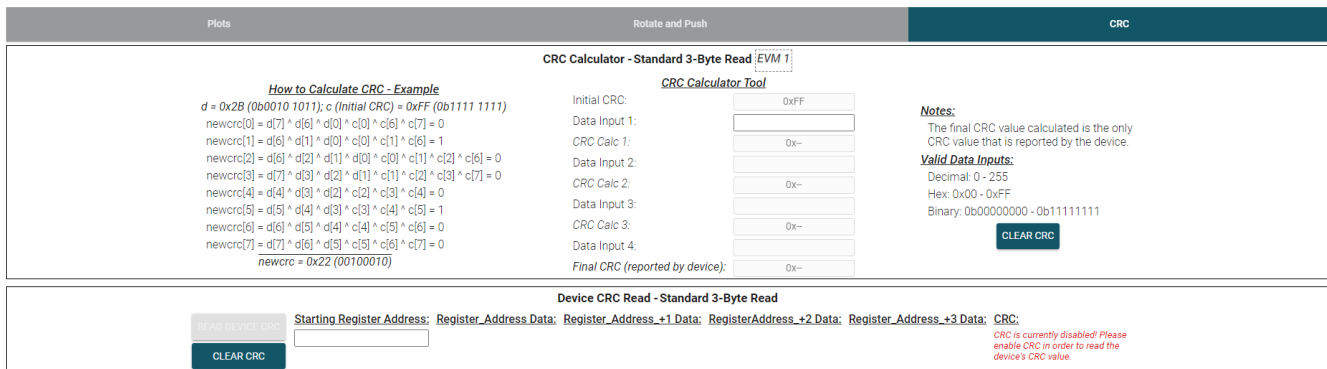 Plots
Rotate and Push
CRC
CRC Calculator - Standard 3-Byte Read EVM 1
How to Calculate CRC - Example
d = 0x2B (0b0010 1011); c (Initial CRC) = 0xFF (0b1111 1111)
newcrc[0] = d[7] ^ d[6] ^ d[0] ^ c[0] ^ c[6] ^ c[7] = 0
newcrc[1] = d[6] ^ d[1] ^ d[0] ^ c[0] ^ c[1] ^ c[6] = 1
newcrc[2] = d[6] ^ d[2] ^ d[1] ^ d[0] ^ c[0] ^ c[1] ^ c[2] ^ c[6] = 0
newcrc[3] = d[7] ^ d[3] ^ d[2] ^ d[1] ^ c[1] ^ c[2] ^ c[3] ^ c[7] = 0
newcrc[4] = d[4] ^ d[3] ^ d[2] ^ c[2] ^ c[3] ^ c[4] = 0
newcrc[5] = d[5] ^ d[4] ^ d[3] ^ c[3] ^ c[4] ^ c[5] = 1
newcrc[6] = d[6] ^ d[5] ^ d[4] ^ c[4] ^ c[5] ^ c[6] = 0
newcrc[7] = d[7] ^ d[6] ^ d[5] ^ c[5] ^ c[6] ^ c[7] = 0
newcrc = 0x22 (00100010)
CRC Calculator Tool
Initial CRC: 0xFF
Data Input 1:
CRC Calc 1: 0x--
Data Input 2:
CRC Calc 2: 0x--
Data Input 3:
CRC Calc 3: 0x--
Data Input 4:
Final CRC (reported by device): 0x--
Notes:
The final CRC value calculated is the only
CRC value that is reported by the device.
Valid Data Inputs:
Decimal: 0 - 255
Hex: 0x00 - 0xFF
Binary: 0b00000000 - 0b11111111
CLEAR CRC
Device CRC Read - Standard 3-Byte Read
READ DEVICE CRC
CLEAR CRC
Starting Register Address: Register_Address Data: Register_Address_+1 Data: RegisterAddress_+2 Data: Register_Address_+3 Data: CRC:
CRC is currently disabled! Please
enable CRC in order to read the
device's CRC value.